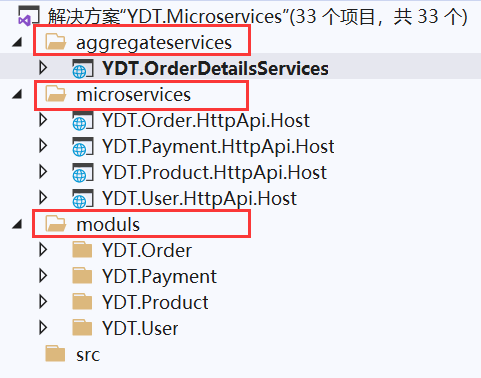 解决方案“YDT.Microservices”(33 个项目，共 33 个)
aggregateservices
YDT.OrderDetailsServices
microservices
YDT.Order.HttpApi.Host
YDT.Payment.HttpApi.Host
YDT.Product.HttpApi.Host
YDT.User.HttpApi.Host
moduls
YDT.Order
YDT.Payment
YDT.Product
YDT.User
src